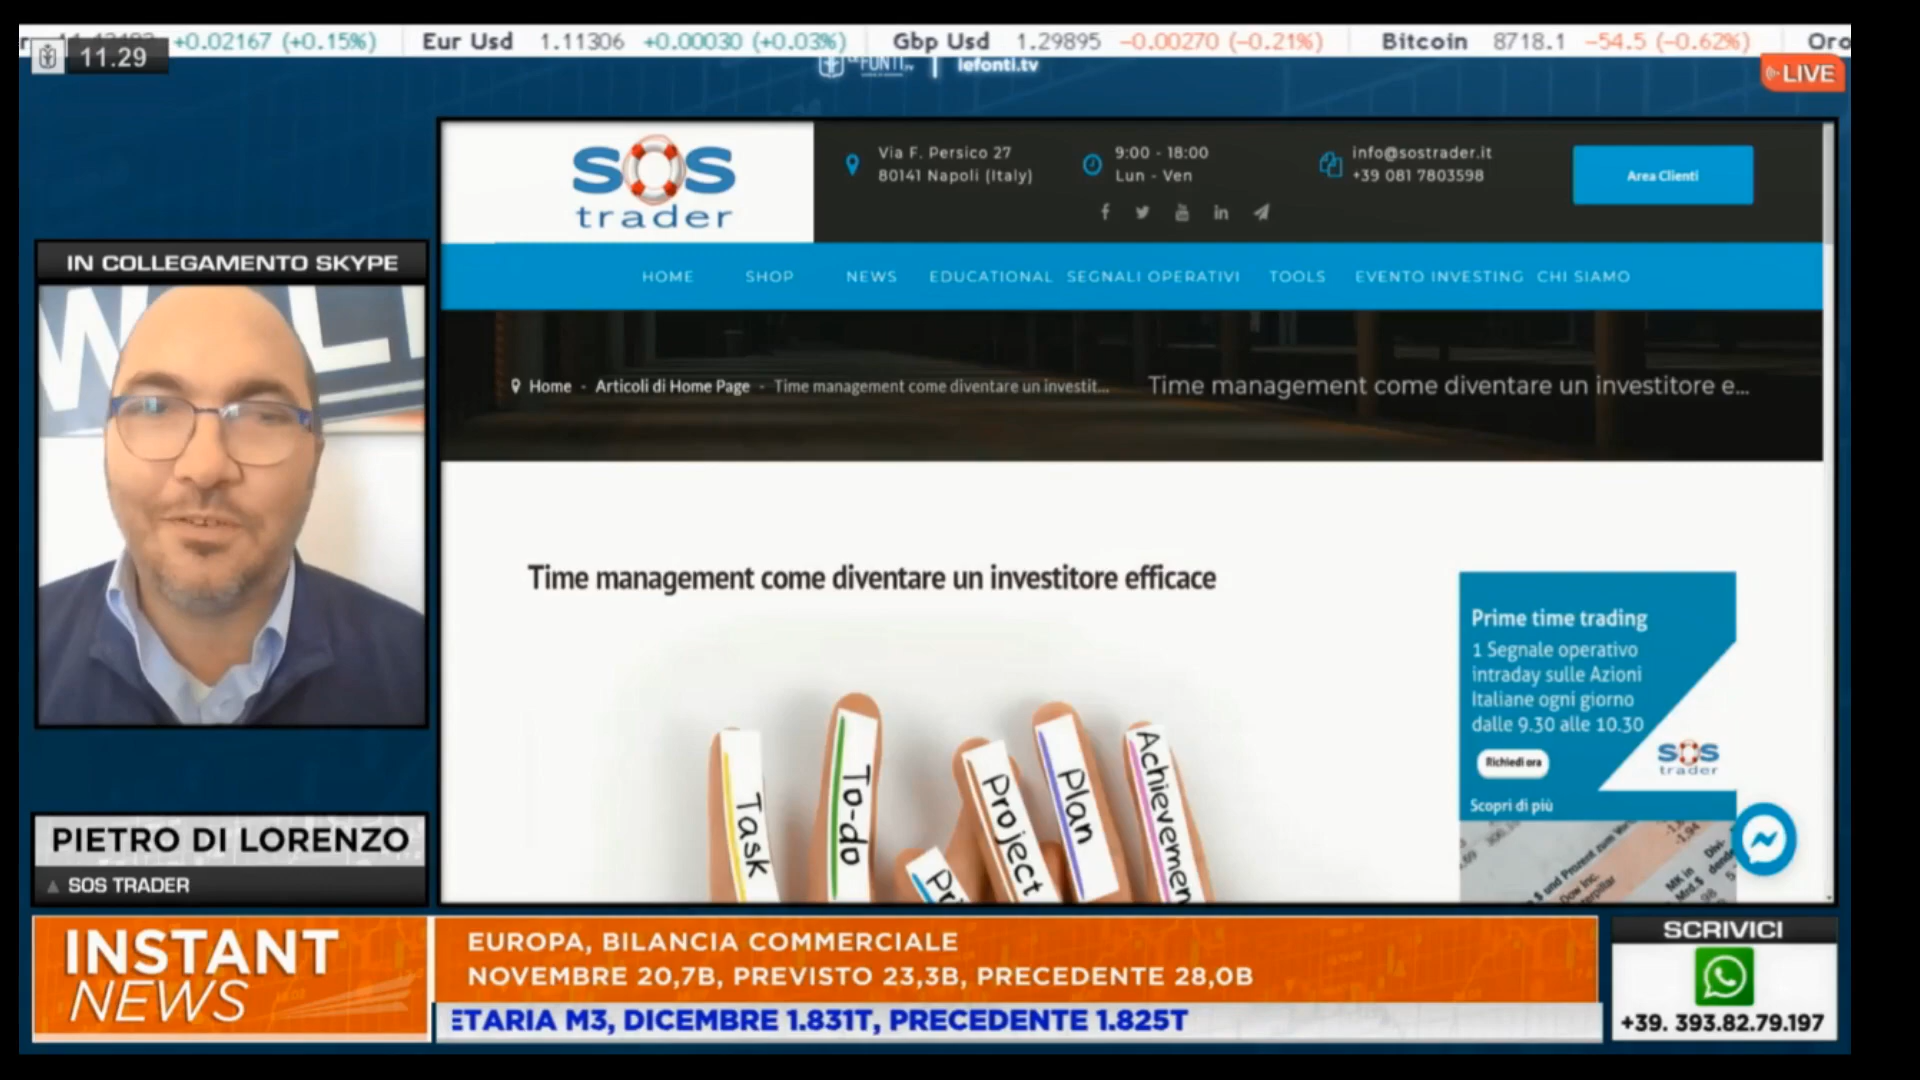 +0.02167 (+0.15%) Eur Usd 1.11306 +0.00030 (+0.03%) Gbp Usd 1.29895 -0.00270 (-0.21%) Bitcoin 8718.1 -54.5 (-0.62%) Oro
11.29
FONTI.TV lefonti.tv
LIVE
SOS
trader
Via F. Persico 27
80141 Napoli (Italy)
9:00 - 18:00
Lun - Ven
info@sostrader.it
+39 081 7803598
Area Clienti
HOME SHOP NEWS EDUCATIONAL SEGNALI OPERATIVI TOOLS EVENTO INVESTING CHI SIAMO
IN COLLEGAMENTO SKYPE
Home - Articoli di Home Page - Time management come diventare un investit...
Time management come diventare un investitore e...
Time management come diventare un investitore efficace
Task
To-do
Project
Plan
Achievemen
Prime time trading
1 Segnale operativo
intraday sulle Azioni
Italiane ogni giorno
dalle 9.30 alle 10.30
Richiedi ora
SOS
trader
Scopri di più
PIETRO DI LORENZO
SOS TRADER
INSTANT
NEWS
EUROPA, BILANCIA COMMERCIALE
NOVEMBRE 20,7B, PREVISTO 23,3B, PRECEDENTE 28,0B
ETARIA M3, DICEMBRE 1.831T, PRECEDENTE 1.825T
SCRIVICI
+39. 393.82.79.197